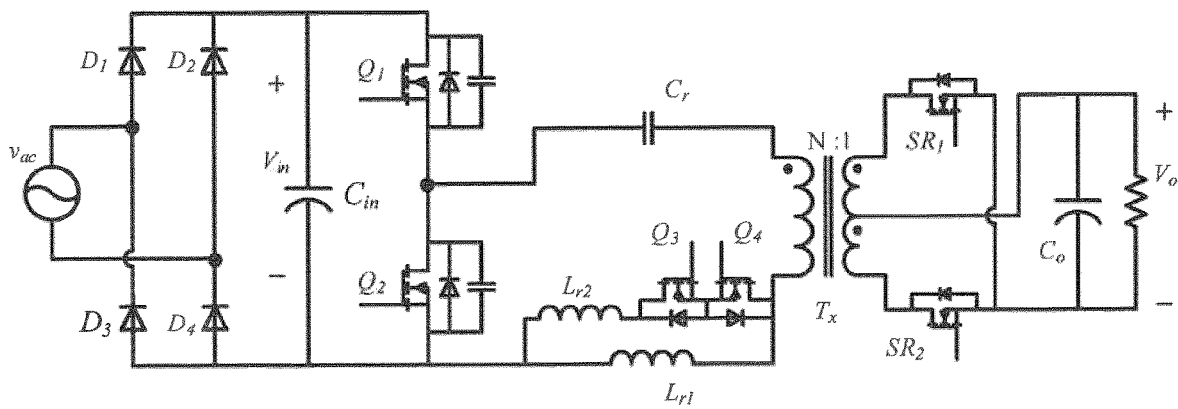 D1
D2
Q1
Cr
N :1
SR1
+
+
vac
Vin
Cin
Vo
Q3
Q4
Co
−
Q2
Lr2
D3
D4
Tx
−
SR2
Lr1